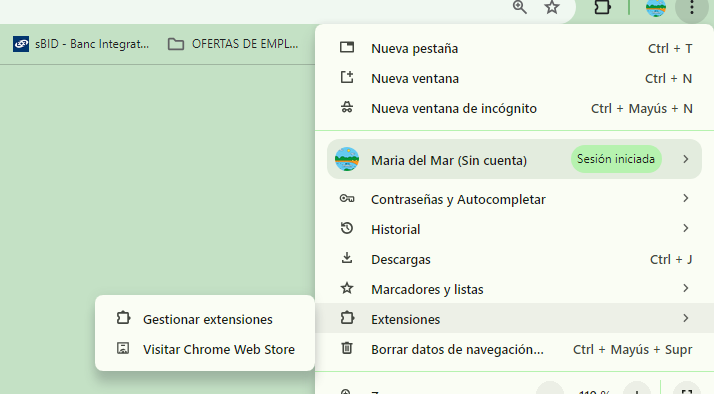 sBID - Banc Integrat...
OFERTAS DE EMPL...
Nueva pestaña Ctrl + T
Nueva ventana Ctrl + N
Nueva ventana de incógnito Ctrl + Mayús + N
Maria del Mar (Sin cuenta) Sesión iniciada
Contraseñas y Autocompletar
Historial
Descargas Ctrl + J
Marcadores y listas
Extensiones
Gestionar extensiones
Visitar Chrome Web Store
Borrar datos de navegación... Ctrl + Mayús + Supr